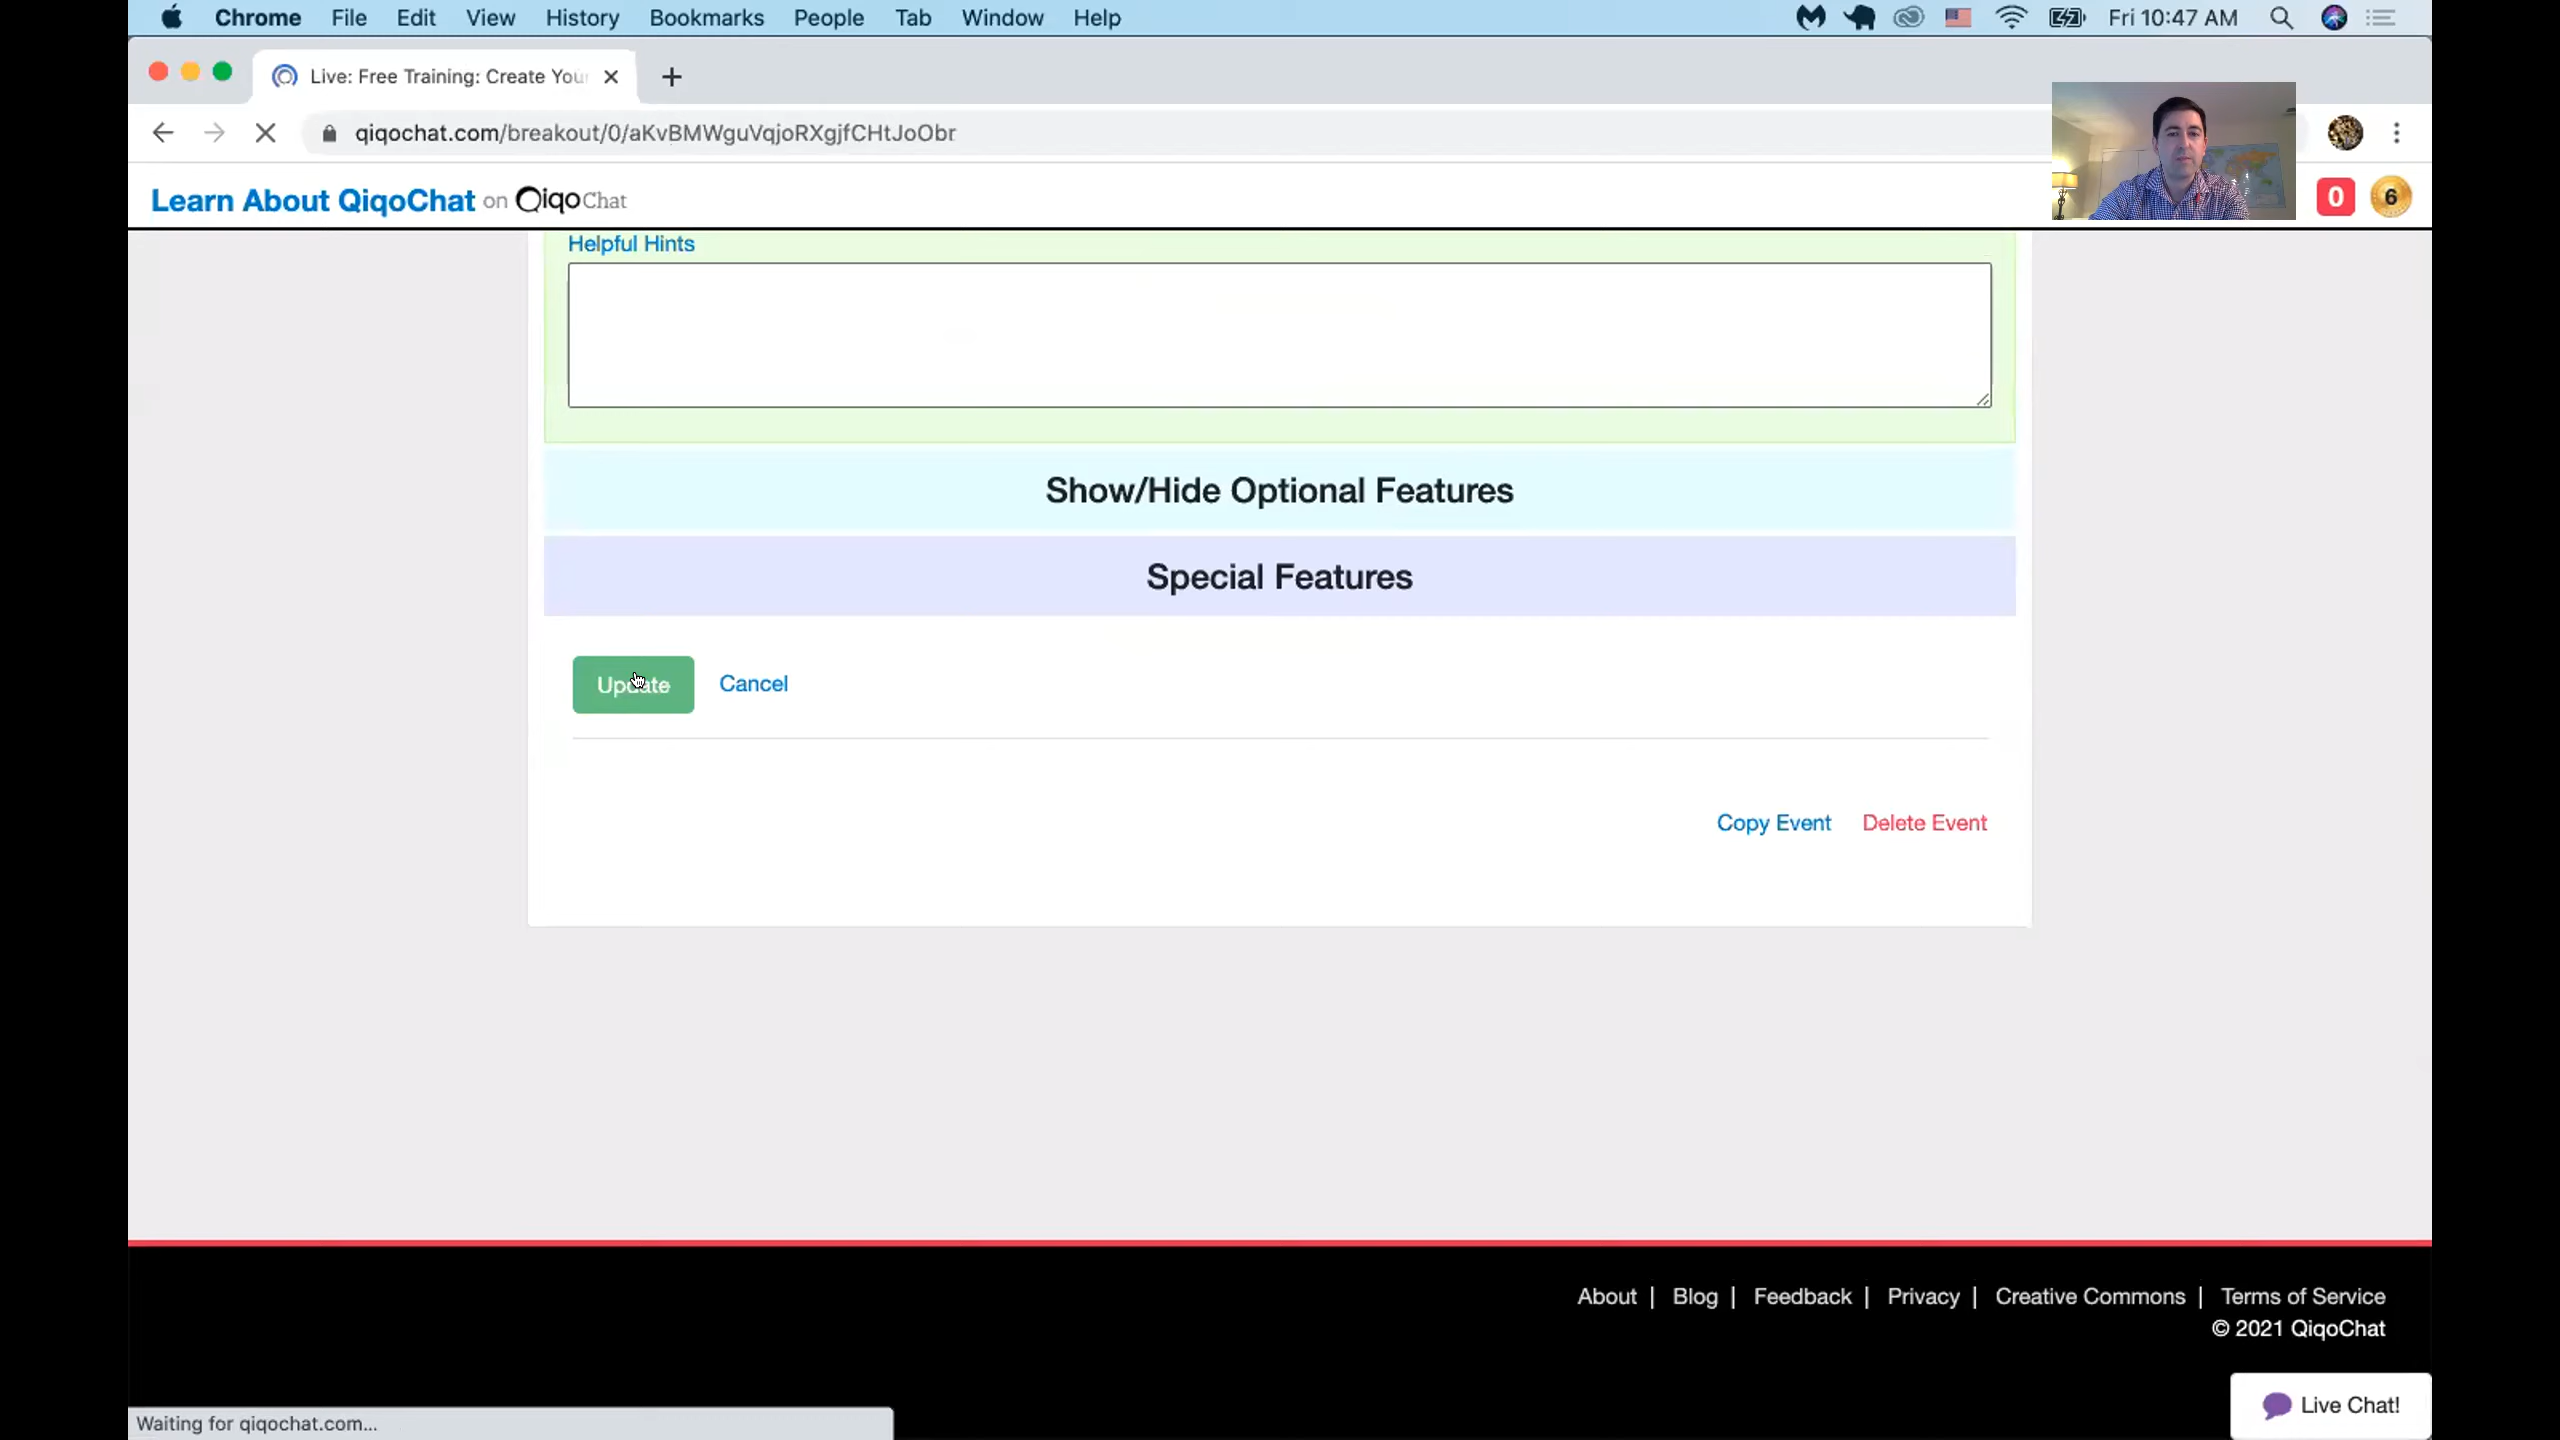 Chrome File Edit View History Bookmarks People Tab Window Help Fri 10:47 AM
Live: Free Training: Create You
qiqochat.com/breakout/0/aKvBMWguVqjoRXgjfCHtJoObr
Learn About QiqoChat on Qiqo Chat 0 6
Helpful Hints
Show/Hide Optional Features
Special Features
Update Cancel
Copy Event Delete Event
About | Blog | Feedback | Privacy | Creative Commons | Terms of Service
© 2021 QiqoChat
Live Chat!
Waiting for qiqochat.com...